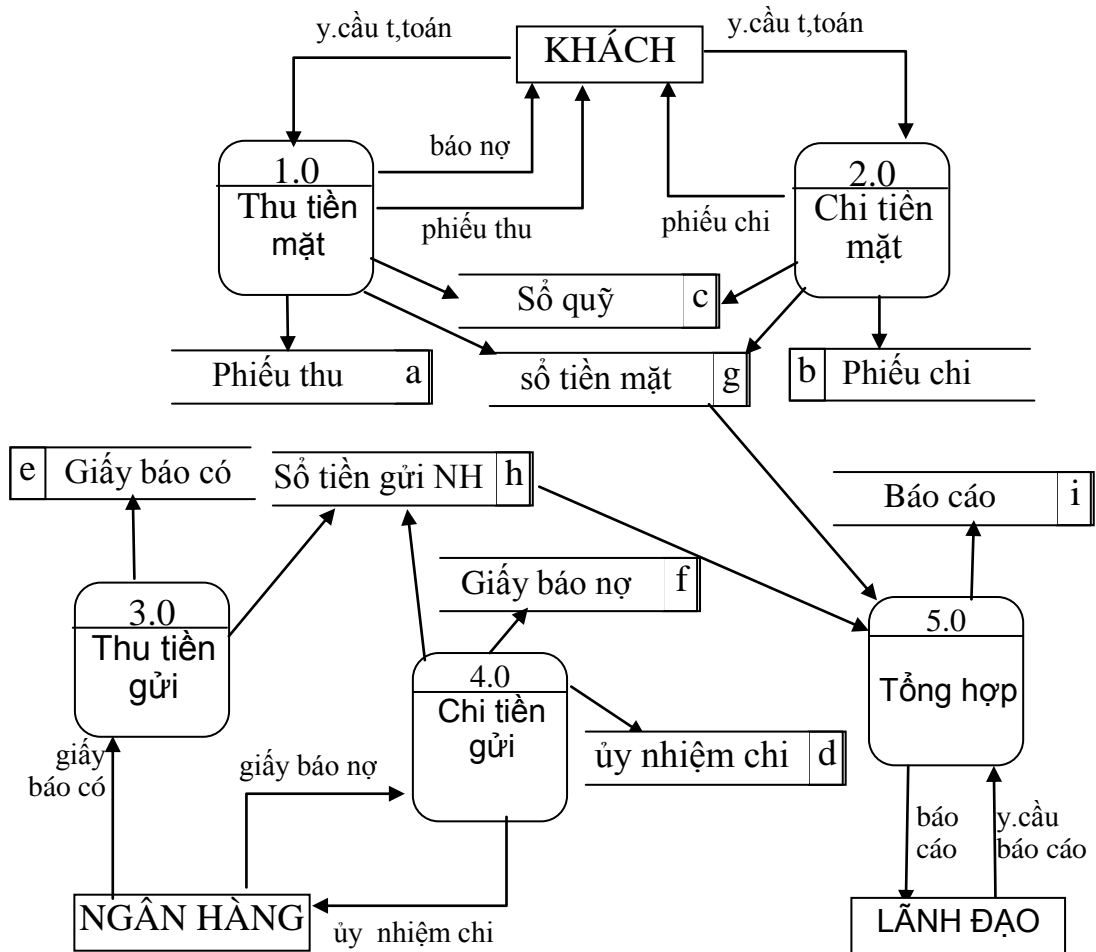 y.cầu t,toán
KHÁCH
y.cầu t,toán
báo nợ
1.0
Thu tiền
mặt
2.0
Chi tiền
mặt
phiếu thu
phiếu chi
Sổ quỹ c
Phiếu thu a
sổ tiền mặt g
b Phiếu chi
e Giấy báo có
Sổ tiền gửi NH h
Báo cáo i
Giấy báo nợ f
3.0
Thu tiền
gửi
4.0
Chi tiền
gửi
5.0
Tổng hợp
ủy nhiệm chi d
giấy
báo có
giấy báo nợ
báo
cáo
y.cầu
báo cáo
NGÂN HÀNG
ủy nhiệm chi
LÃNH ĐẠO